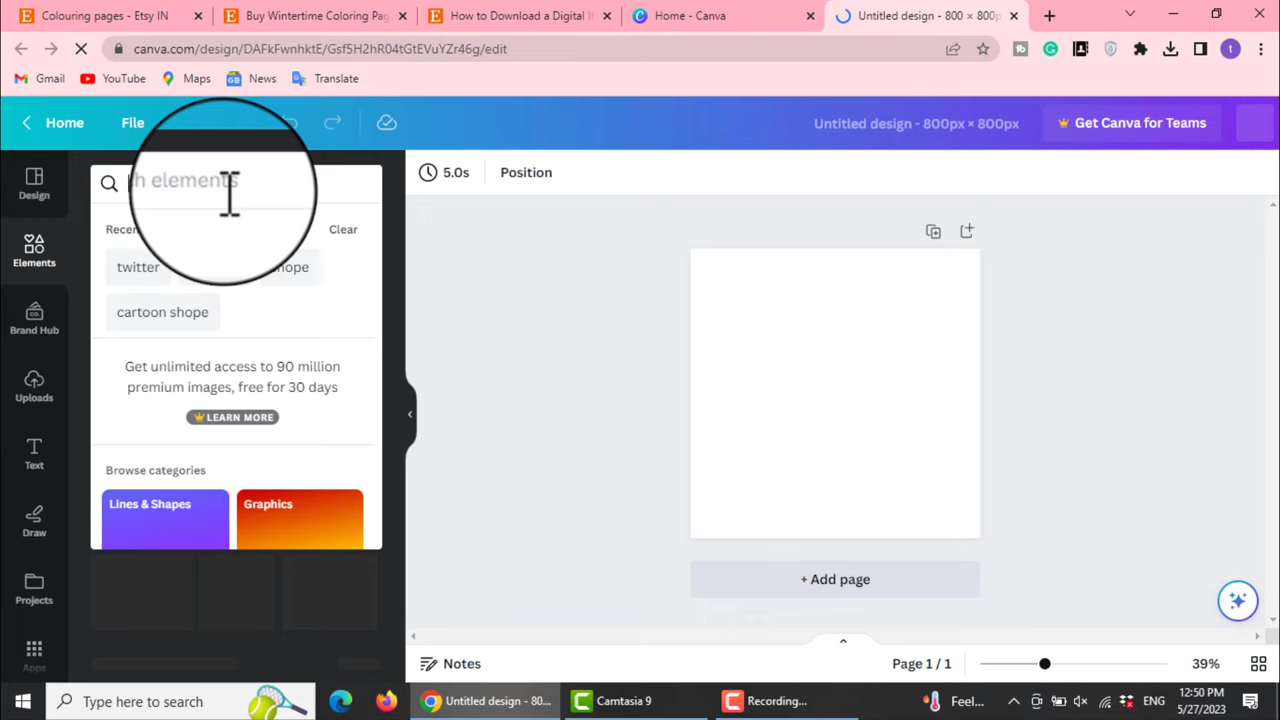 Colouring pages - Etsy IN
Buy Wintertime Coloring Pag
How to Download a Digital It
Home - Canva
Untitled design - 800 × 800p
canva.com/design/DAFkFwnhktE/Gsf5H2hR04tGtEVuYZr46g/edit
t
Gmail
YouTube
Maps
News
Translate
Home
File
Untitled design - 800px × 800px
Get Canva for Teams
Design
Elements
Brand Hub
Uploads
Text
Draw
Projects
Apps
h elements
Recen
Clear
twitter
hope
cartoon shope
Get unlimited access to 90 million
premium images, free for 30 days
LEARN MORE
Browse categories
Lines & Shapes
Graphics
5.0s
Position
+ Add page
Notes
Page 1 / 1
39%
Type here to search
Untitled design - 80...
Camtasia 9
Recording...
Feel...
ENG
12:50 PM
5/27/2023